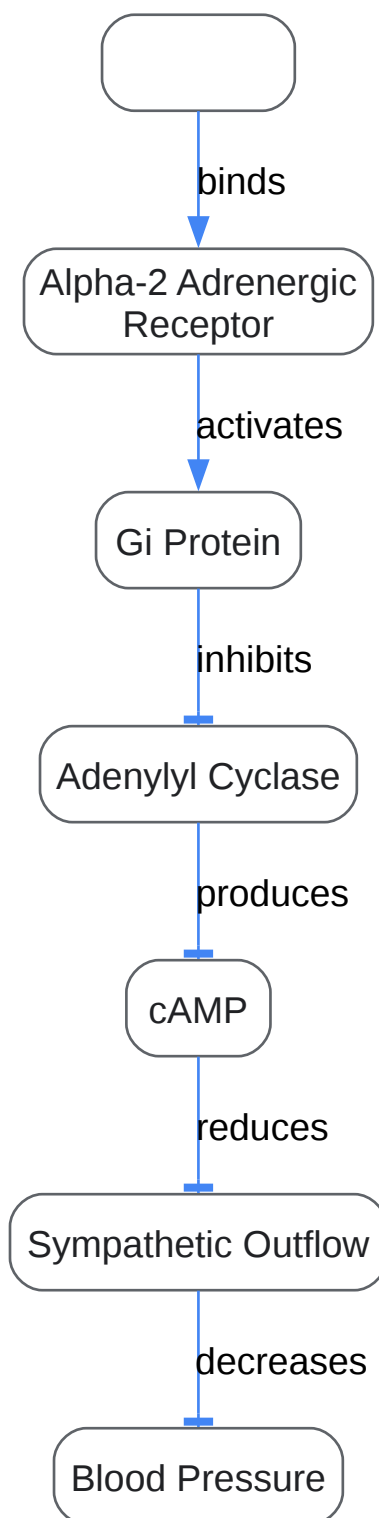 binds
Alpha-2 Adrenergic
Receptor
activates
Gi Protein
inhibits
Adenylyl Cyclase
produces
cAMP
reduces
Sympathetic Outflow
decreases
Blood Pressure